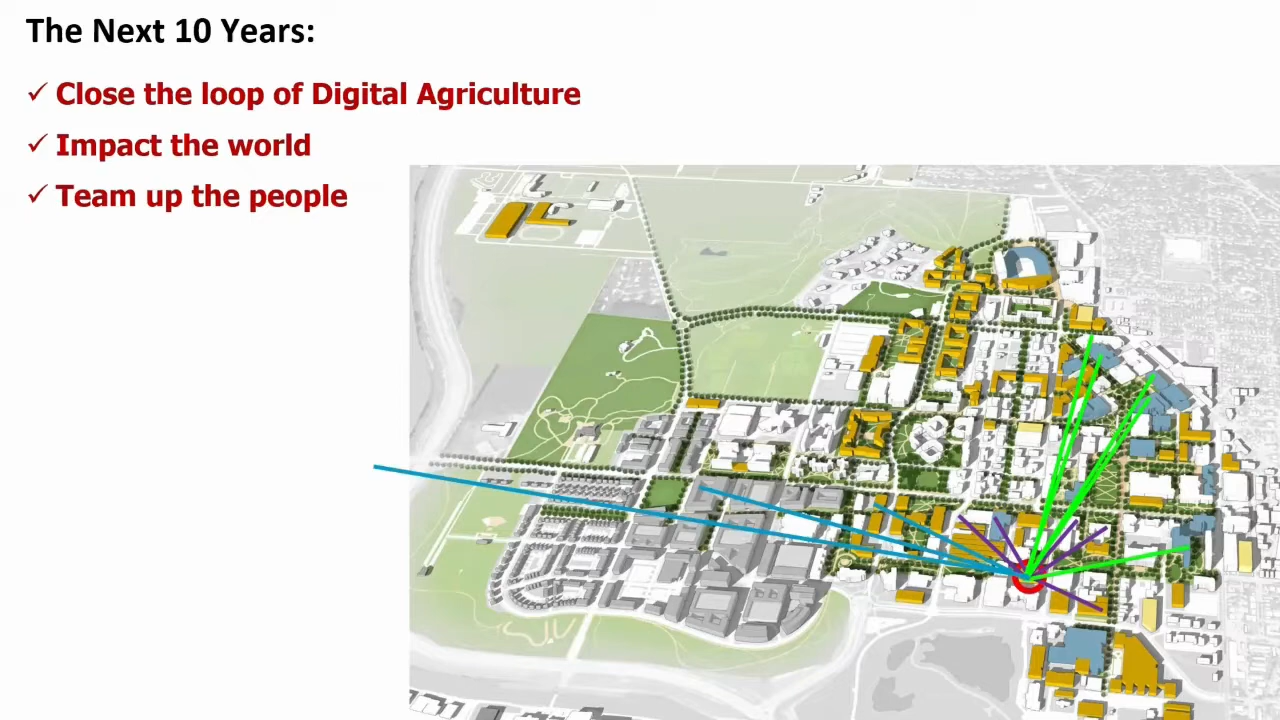 The Next 10 Years:
✓ Close the loop of Digital Agriculture
✓ Impact the world
✓ Team up the people